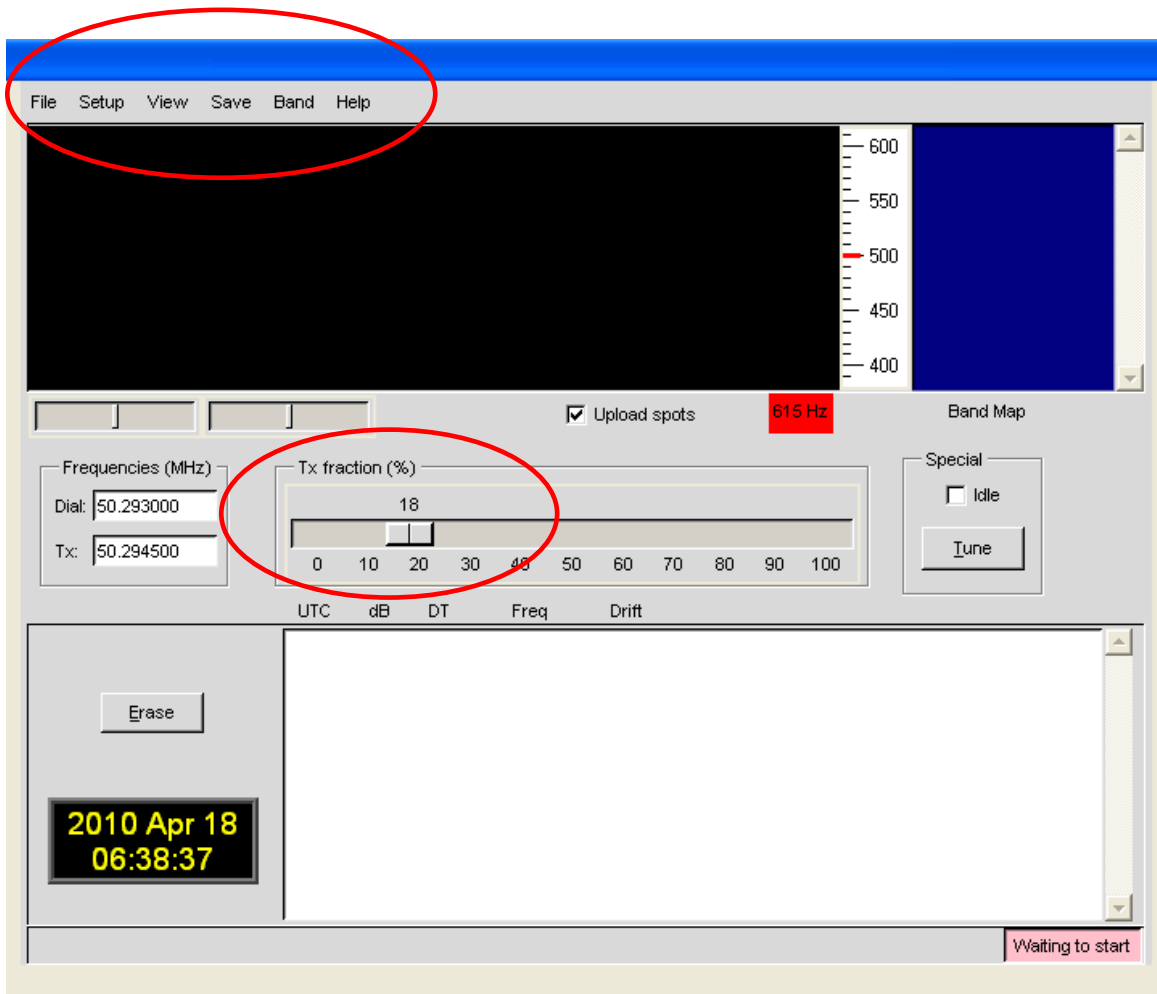 File Setup View Save Band Help
600
550
500
450
400
Upload spots 615 Hz Band Map
Frequencies (MHz) Tx fraction (%) Special
Dial: 50.293000 18 Idle
Tx: 50.294500 Tune
0 10 20 30 40 50 60 70 80 90 100
UTC dB DT Freq Drift
Erase
2010 Apr 18
06:38:37
Waiting to start